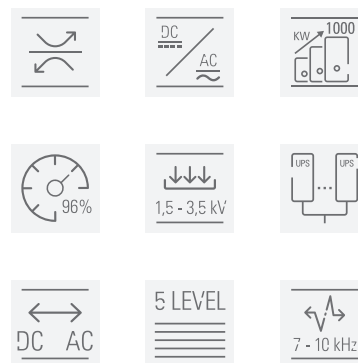 DC
AC
KW 1000
96%
1,5 - 3,5 kV
UPS UPS
DC AC
5 LEVEL
7 - 10 kHz